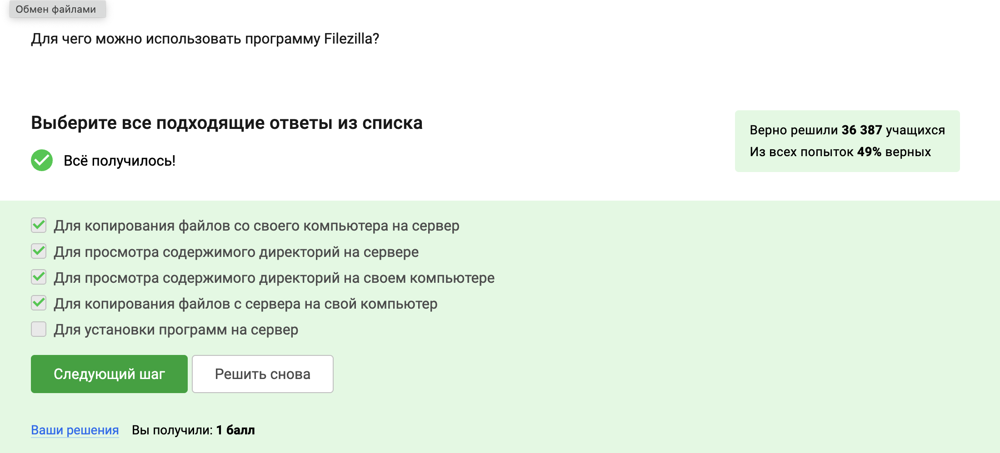 Обмен файлами
Для чего можно использовать программу Filezilla?
Выберите все подходящие ответы из списка
Верно решили 36 387 учащихся
Из всех попыток 49% верных
Всё получилось!
Для копирования файлов со своего компьютера на сервер
Для просмотра содержимого директорий на сервере
Для просмотра содержимого директорий на своем компьютере
Для копирования файлов с сервера на свой компьютер
Для установки программ на сервер
Следующий шаг
Решить снова
Ваши решения
Вы получили: 1 балл